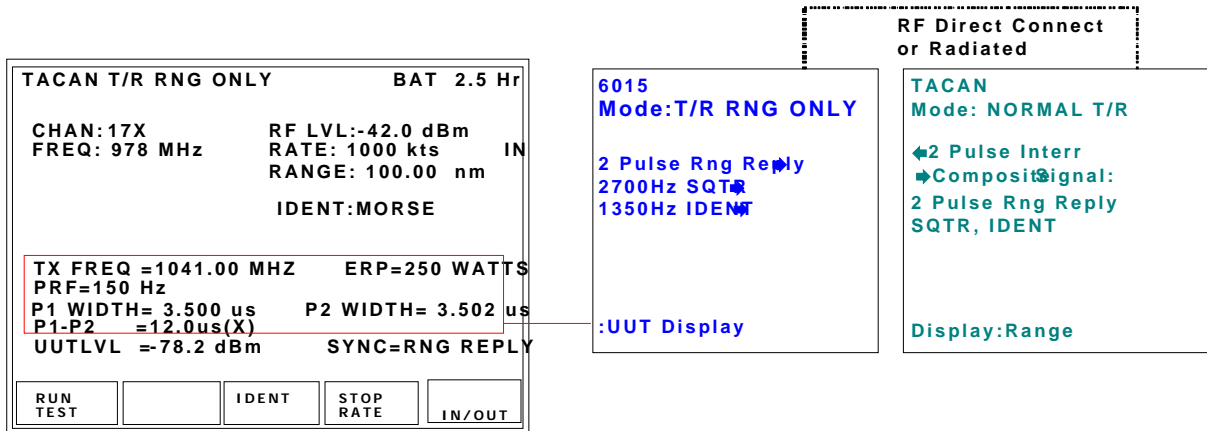 RF Direct Connect
or Radiated
TACAN T/R RNG ONLY BAT 2.5 Hr
CHAN:17X RF LVL:-42.0 dBm
FREQ: 978 MHz RATE: 1000 kts IN
RANGE: 100.00 nm
IDENT:MORSE
TX FREQ =1041.00 MHZ ERP=250 WATTS
PRF=150 Hz
P1 WIDTH= 3.500 us P2 WIDTH= 3.502 us
P1-P2 =12.0us(X)
UUTLVL =-78.2 dBm SYNC=RNG REPLY
RUN TEST
IDENT
STOP RATE
IN/OUT
6015
Mode:T/R RNG ONLY
2 Pulse Rng Reply
2700Hz SQTR
1350Hz IDENT
:UUT Display
TACAN
Mode: NORMAL T/R
2 Pulse Interr
Composite Signal:
2 Pulse Rng Reply
SQTR, IDENT
Display:Range